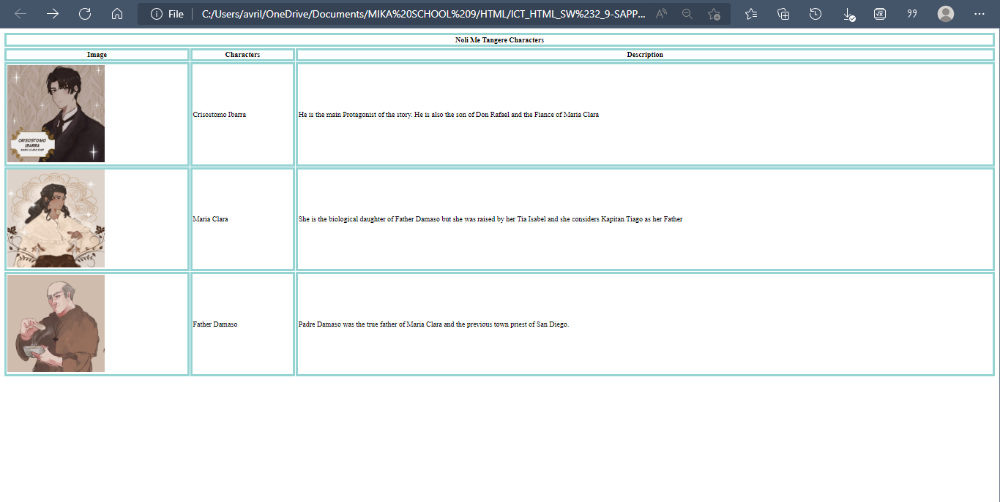 File
C:/Users/avril/OneDrive/Documents/MIKA%20SCHOOL%209/HTML/ICT_HTML_SW%232_9-SAPP...
Noli Me Tangere Characters
Image Characters Description
CRISOSTOMO
IBARRA
MARIA CLARA SHAP
Crisostomo Ibarra
He is the main Protagonist of the story. He is also the son of Don Rafael and the Fiance of Maria Clara
Maria Clara
She is the biological daughter of Father Damaso but she was raised by her Tia Isabel and she considers Kapitan Tiago as her Father
Father Damaso
Padre Damaso was the true father of Maria Clara and the previous town priest of San Diego.